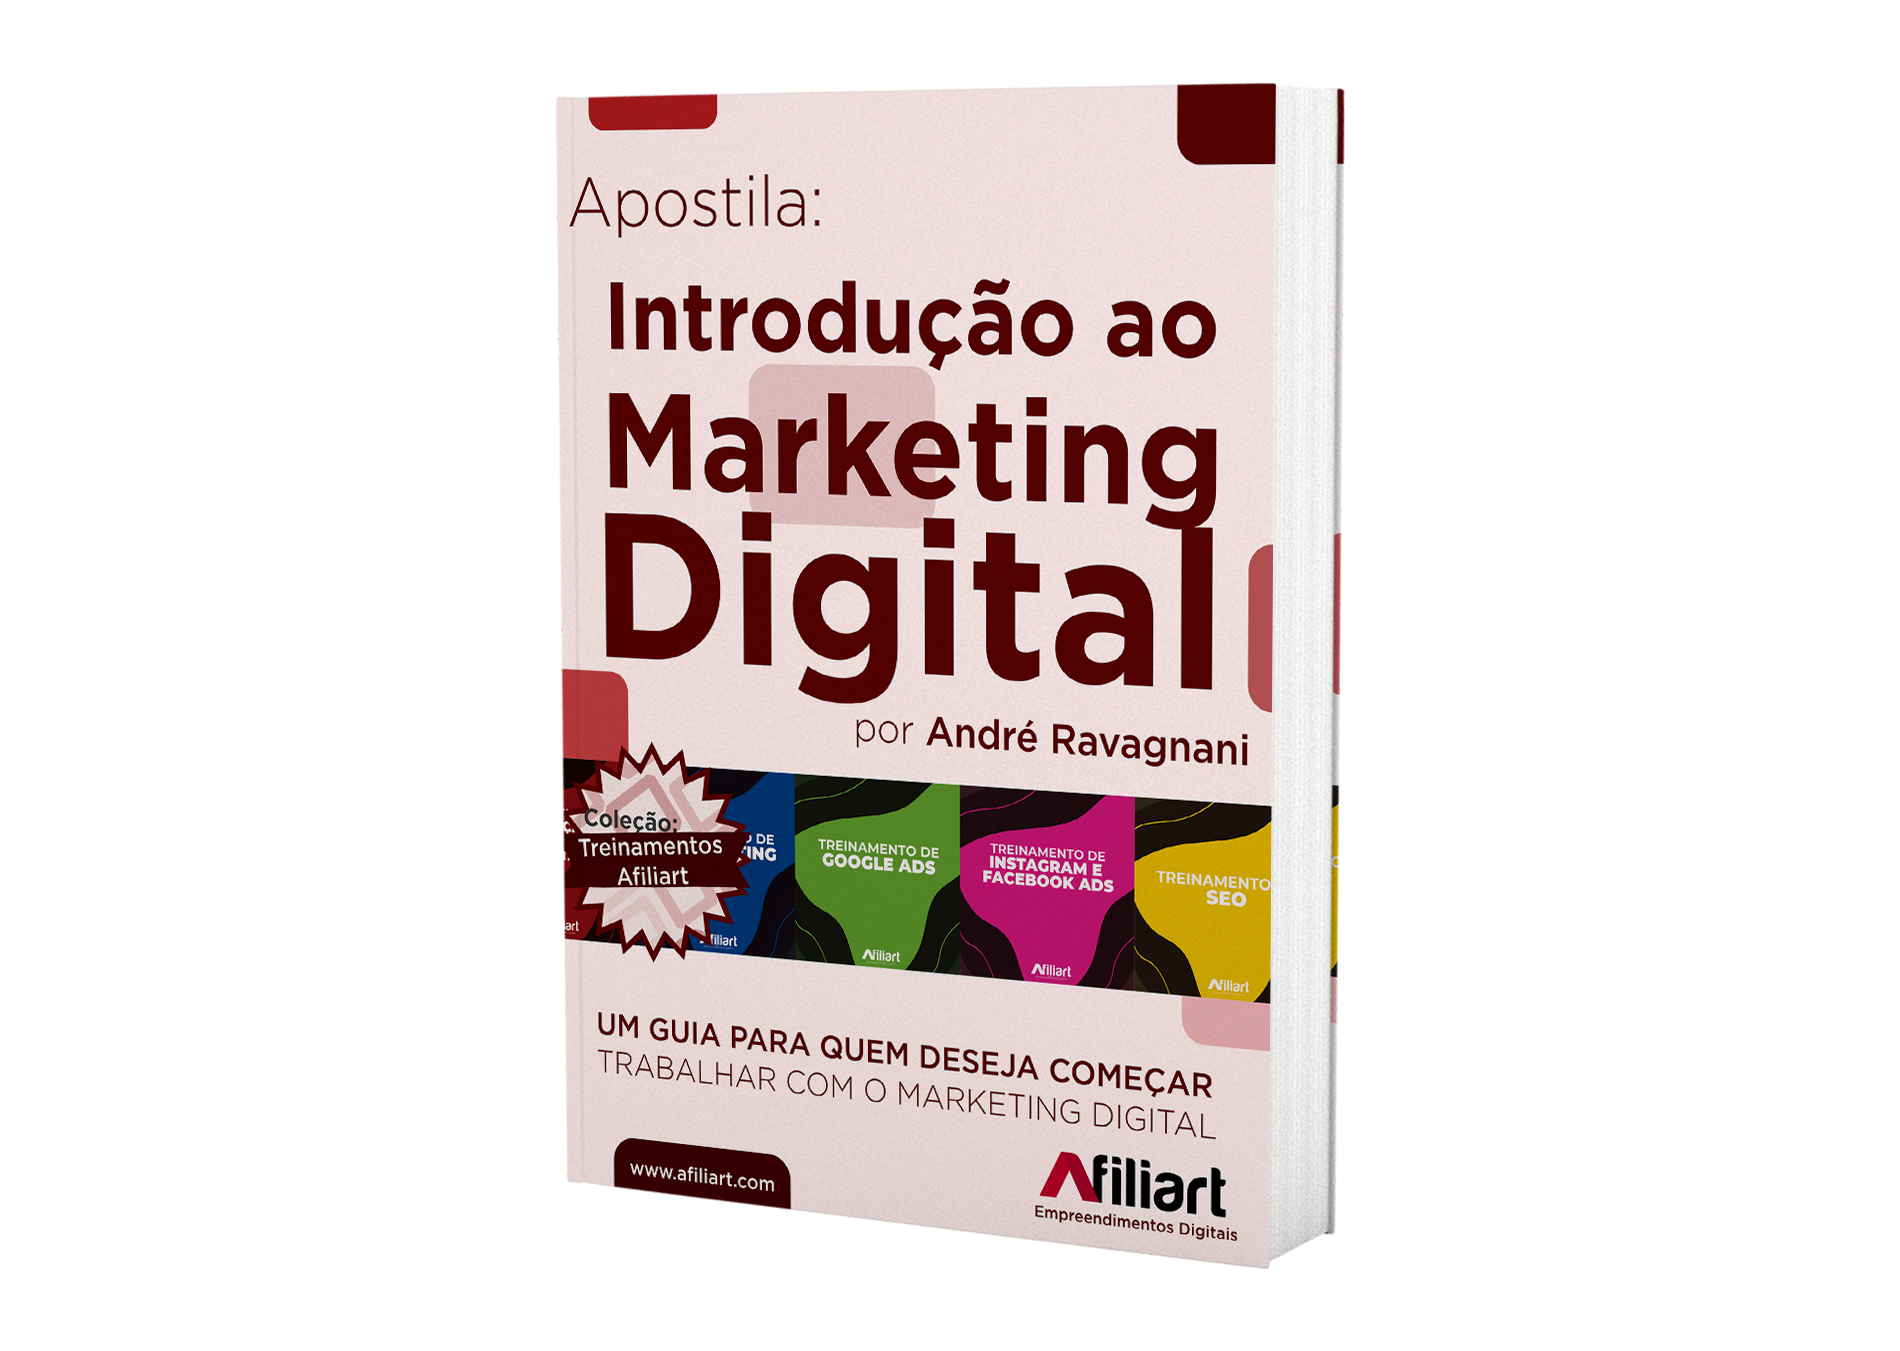 Apostila:
Introdução ao
Marketing
Digital
por André Ravagnani
Coleção:
Treinamentos
Afiliart
DE
TREINAMENTO DE
GOOGLE ADS
Afiliart
TREINAMENTO DE
INSTAGRAM E
FACEBOOK ADS
Afiliart
TREINAMENTO
SEO
Afiliart
UM GUIA PARA QUEM DESEJA COMEÇAR
TRABALHAR COM O MARKETING DIGITAL
www.afiliart.com
Afiliart
Empreendimentos Digitais